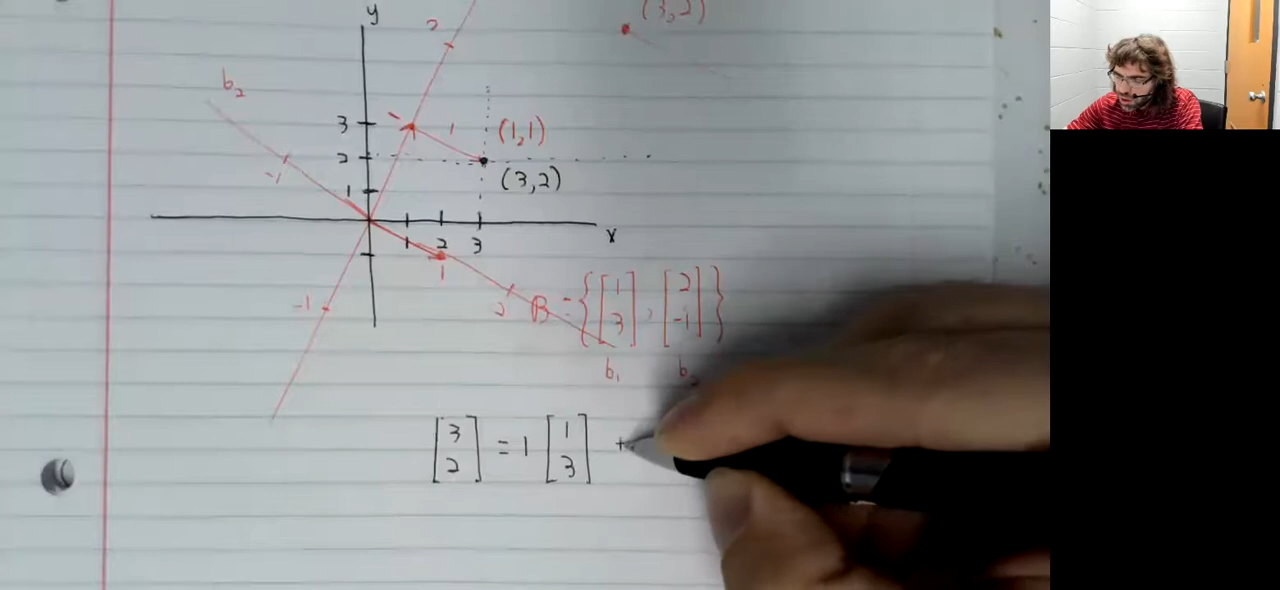 y
(3,2)
2
b₂
3
1
1
(1,1)
-1
2
(3,2)
1
1
2
3
x
1
-1
2
B = {[1 3], [2 -1]}
b₁ b₂
[3 2] = 1 [1 3] +